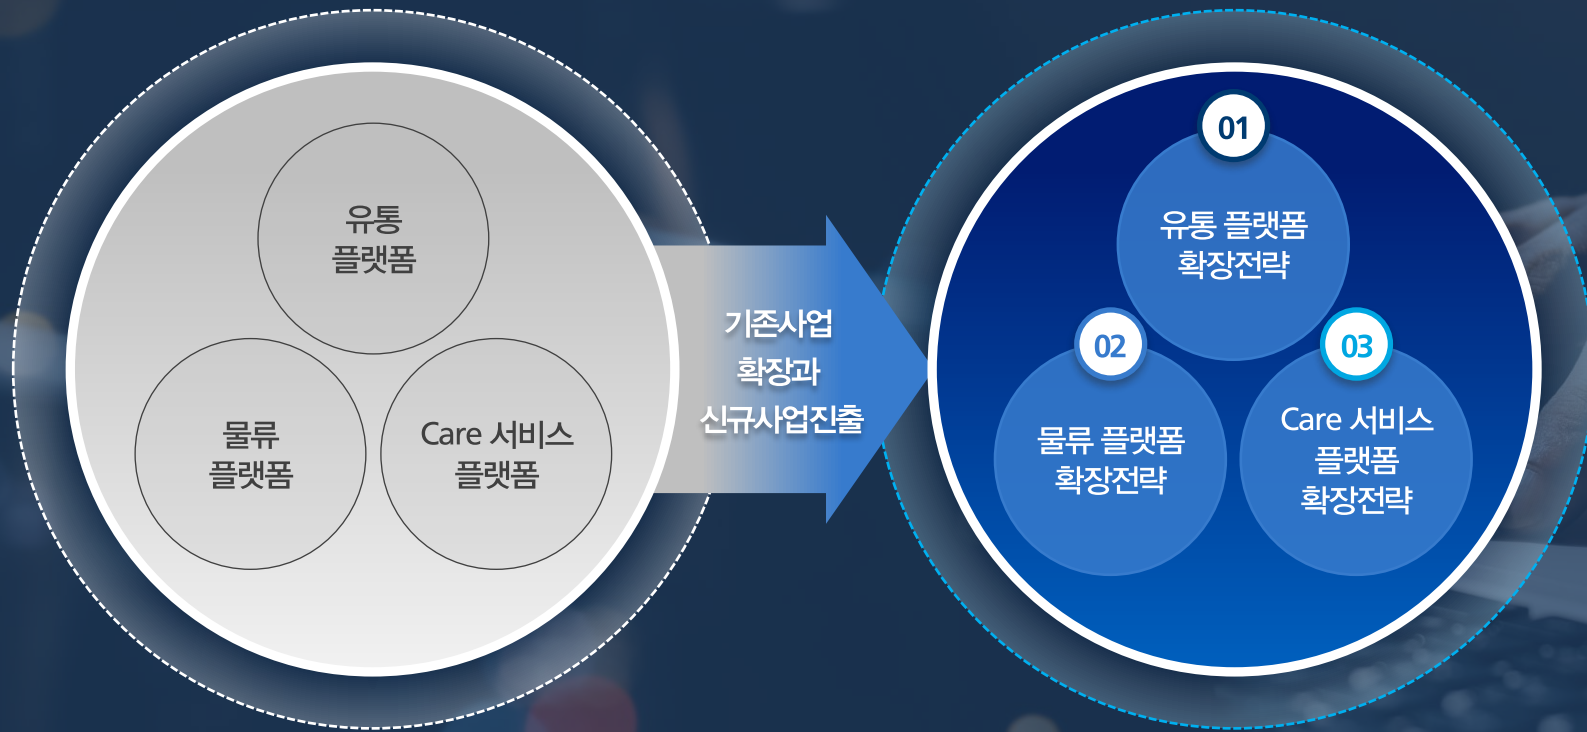 유통
플랫폼
물류
플랫폼
Care 서비스
플랫폼
기존사업
확장과
신규사업진출
01
유통 플랫폼
확장전략
02
물류 플랫폼
확장전략
03
Care 서비스
플랫폼
확장전략